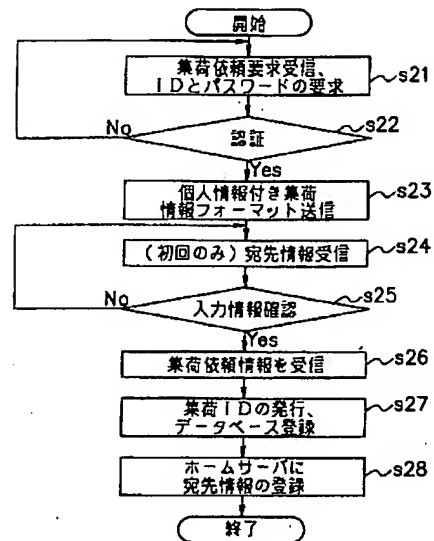 開始
集荷依頼要求受信、
IDとパスワードの要求
s21
No
認証
s22
Yes
個人情報付き集荷
情報フォーマット送信
s23
(初回のみ)宛先情報受信
s24
No
入力情報確認
s25
Yes
集荷依頼情報を受信
s26
集荷IDの発行、
データベース登録
s27
ホームサーバに
宛先情報の登録
s28
終了